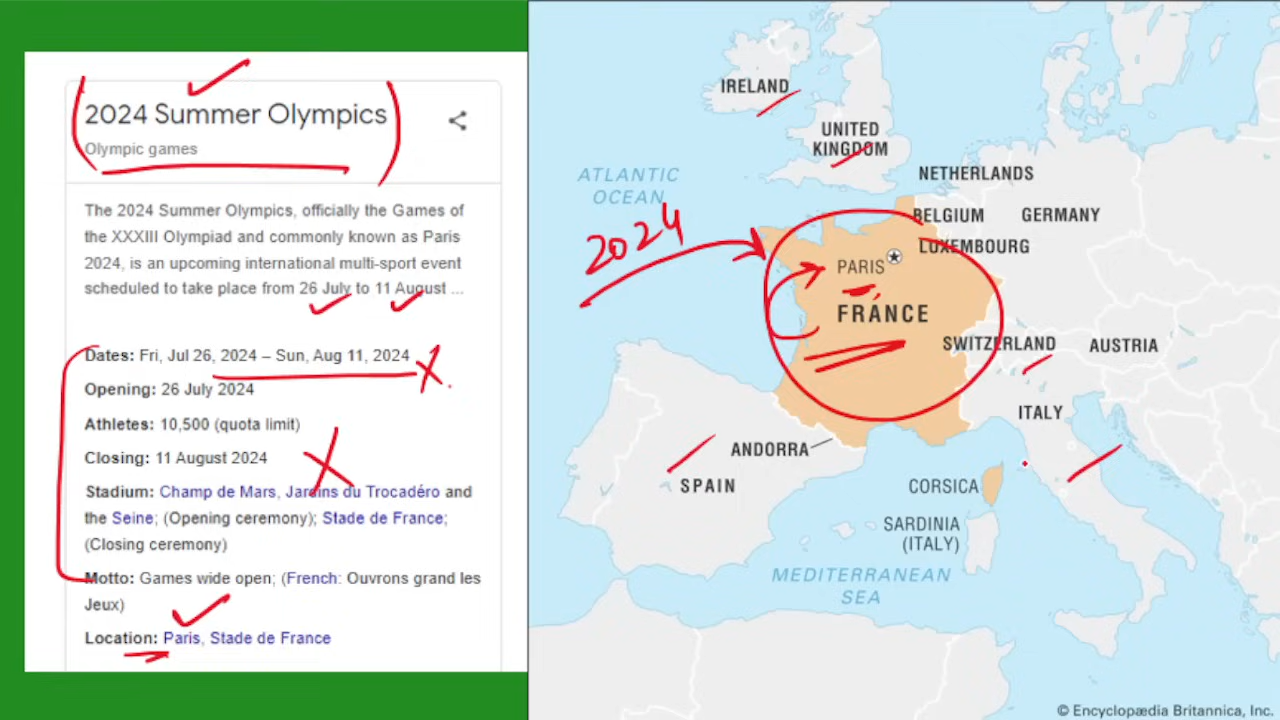 2024 Summer Olympics
Olympic games
The 2024 Summer Olympics, officially the Games of
the XXXIII Olympiad and commonly known as Paris
2024, is an upcoming international multi-sport event
scheduled to take place from 26 July to 11 August ...
Dates: Fri, Jul 26, 2024 – Sun, Aug 11, 2024
Opening: 26 July 2024
Athletes: 10,500 (quota limit)
Closing: 11 August 2024
Stadium: Champ de Mars, Jardins du Trocadéro and
the Seine; (Opening ceremony); Stade de France;
(Closing ceremony)
Motto: Games wide open; (French: Ouvrons grand les
Jeux)
Location: Paris, Stade de France
IRELAND
UNITED
KINGDOM
ATLANTIC
OCEAN
NETHERLANDS
BELGIUM
GERMANY
LUXEMBOURG
2024
PARIS
FRANCE
SWITZERLAND
AUSTRIA
ITALY
ANDORRA
SPAIN
CORSICA
SARDINIA
(ITALY)
MEDITERRANEAN
SEA
© Encyclopædia Britannica, Inc.